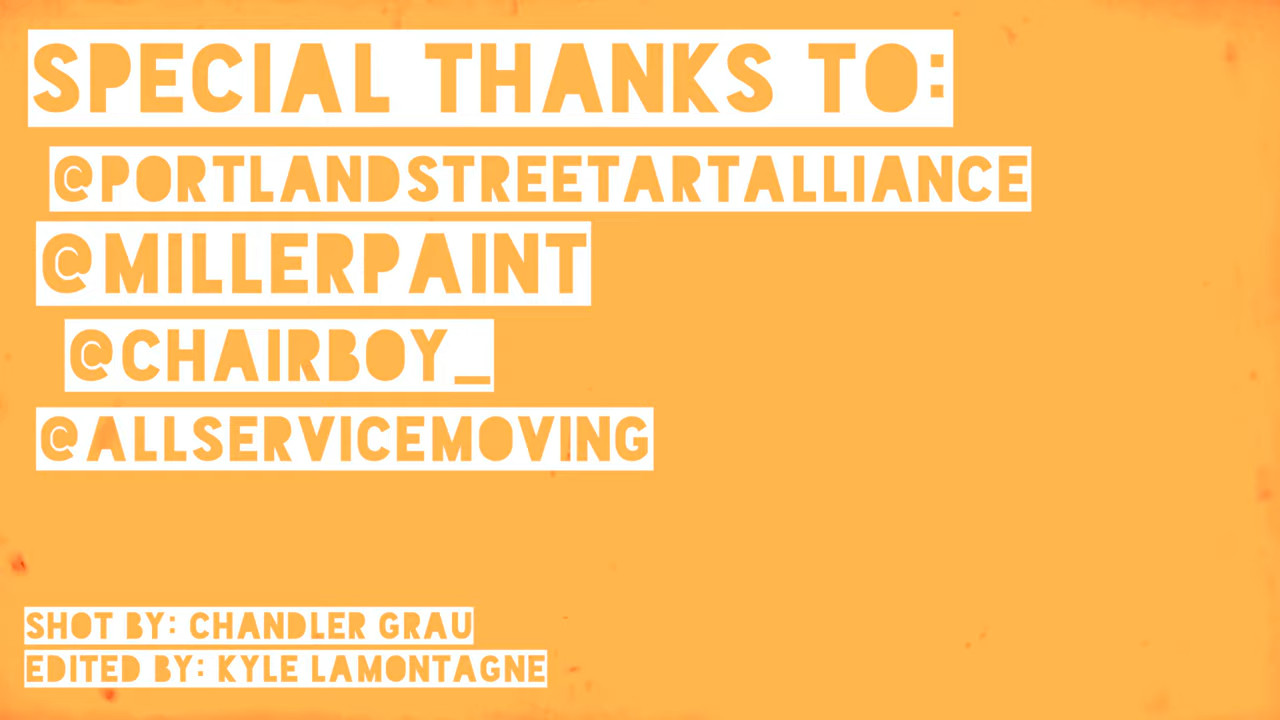 SPECIAL THANKS TO:
@PORTLANDSTREETARTALLIANCE
@MILLERPAINT
@CHAIRBOY_
@ALLSERVICEMOVING
SHOT BY: CHANDLER GRAU
EDITED BY: KYLE LAMONTAGNE